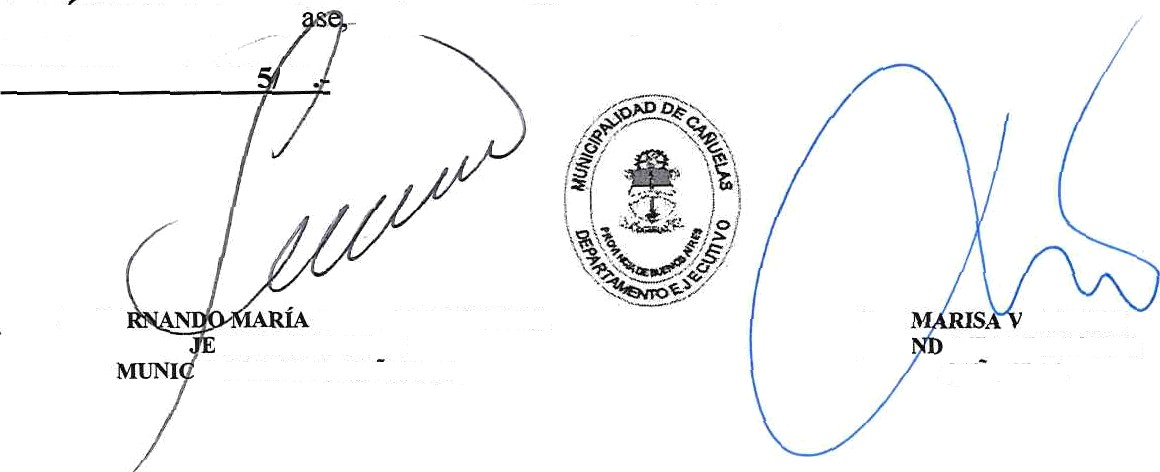 ase,
5 .-
MUNICIPALIDAD DE CAÑUELAS
PROVINCIA DE BUENOS AIRES
DEPARTAMENTO EJECUTIVO
RNANDO MARÍA
JE
MUNIC
MARISA V
ND